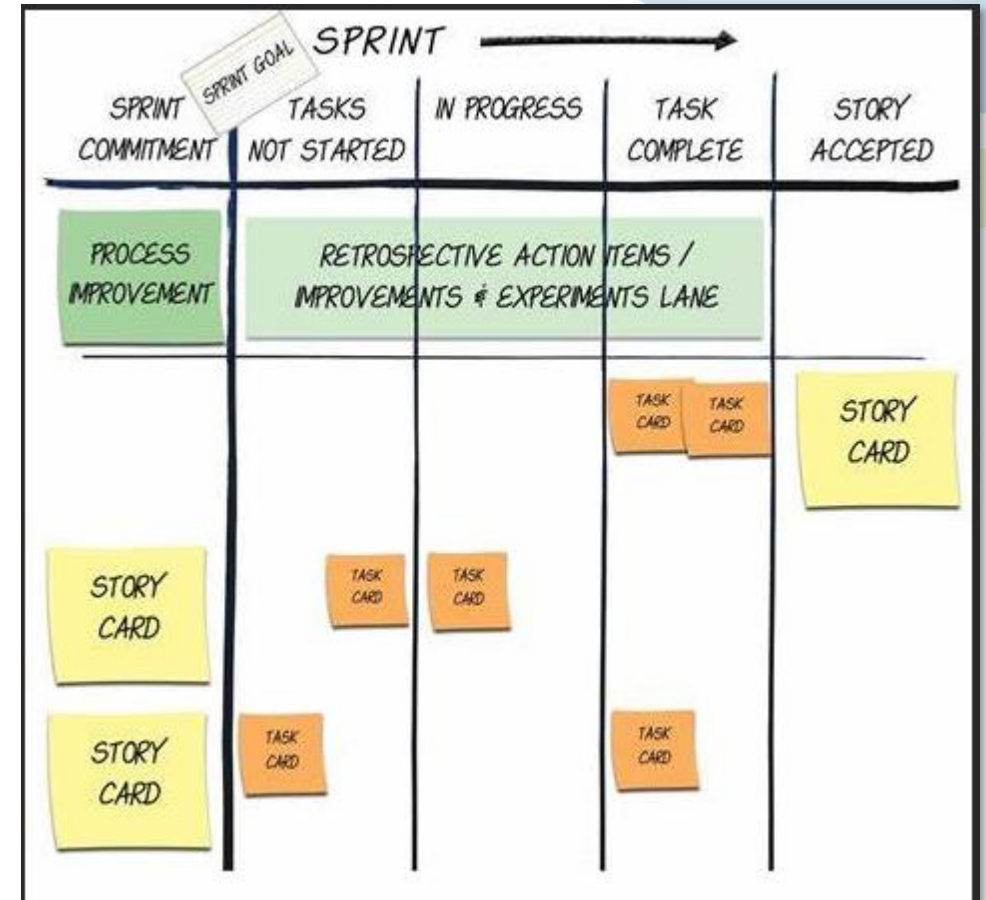 SPRINT
SPRINT GOAL
SPRINT
COMMITMENT
TASKS
NOT STARTED
IN PROGRESS
TASK
COMPLETE
STORY
ACCEPTED
PROCESS
IMPROVEMENT
RETROSPECTIVE ACTION ITEMS /
IMPROVEMENTS & EXPERIMENTS LANE
TASK
CARD
TASK
CARD
STORY
CARD
STORY
CARD
TASK
CARD
TASK
CARD
STORY
CARD
TASK
CARD
TASK
CARD